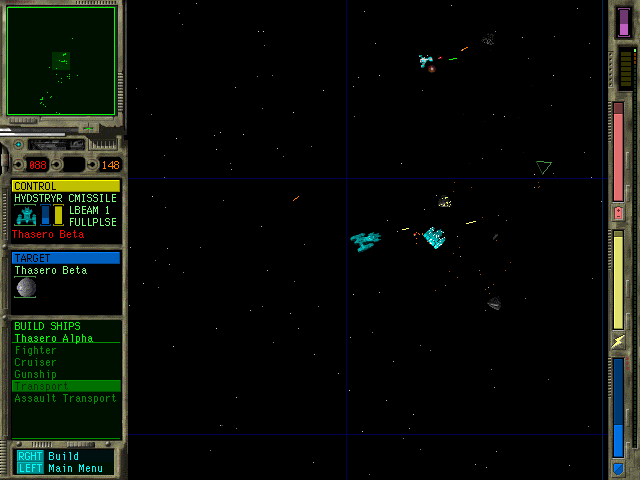 088 148
CONTROL
HYDSTRYR CMISSILE
LBEAM 1
FULLPLSE
Thasero Beta
TARGET
Thasero Beta
BUILD SHIPS
Thasero Alpha
Fighter
Cruiser
Gunship
Transport
Assault Transport
RGHT Build
LEFT Main Menu